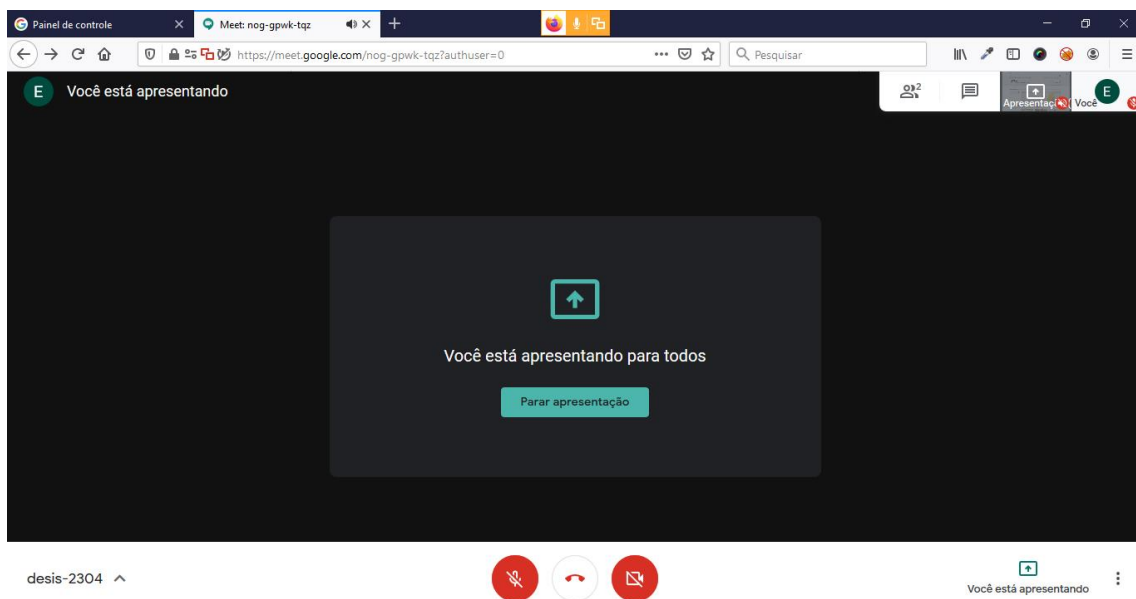 Painel de controle
Meet: nog-gpwk-tqz
https://meet.google.com/nog-gpwk-tqz?authuser=0
Pesquisar
E Você está apresentando
2
Apresentaçã
Você
E
Você está apresentando para todos
Parar apresentação
desis-2304
Você está apresentando